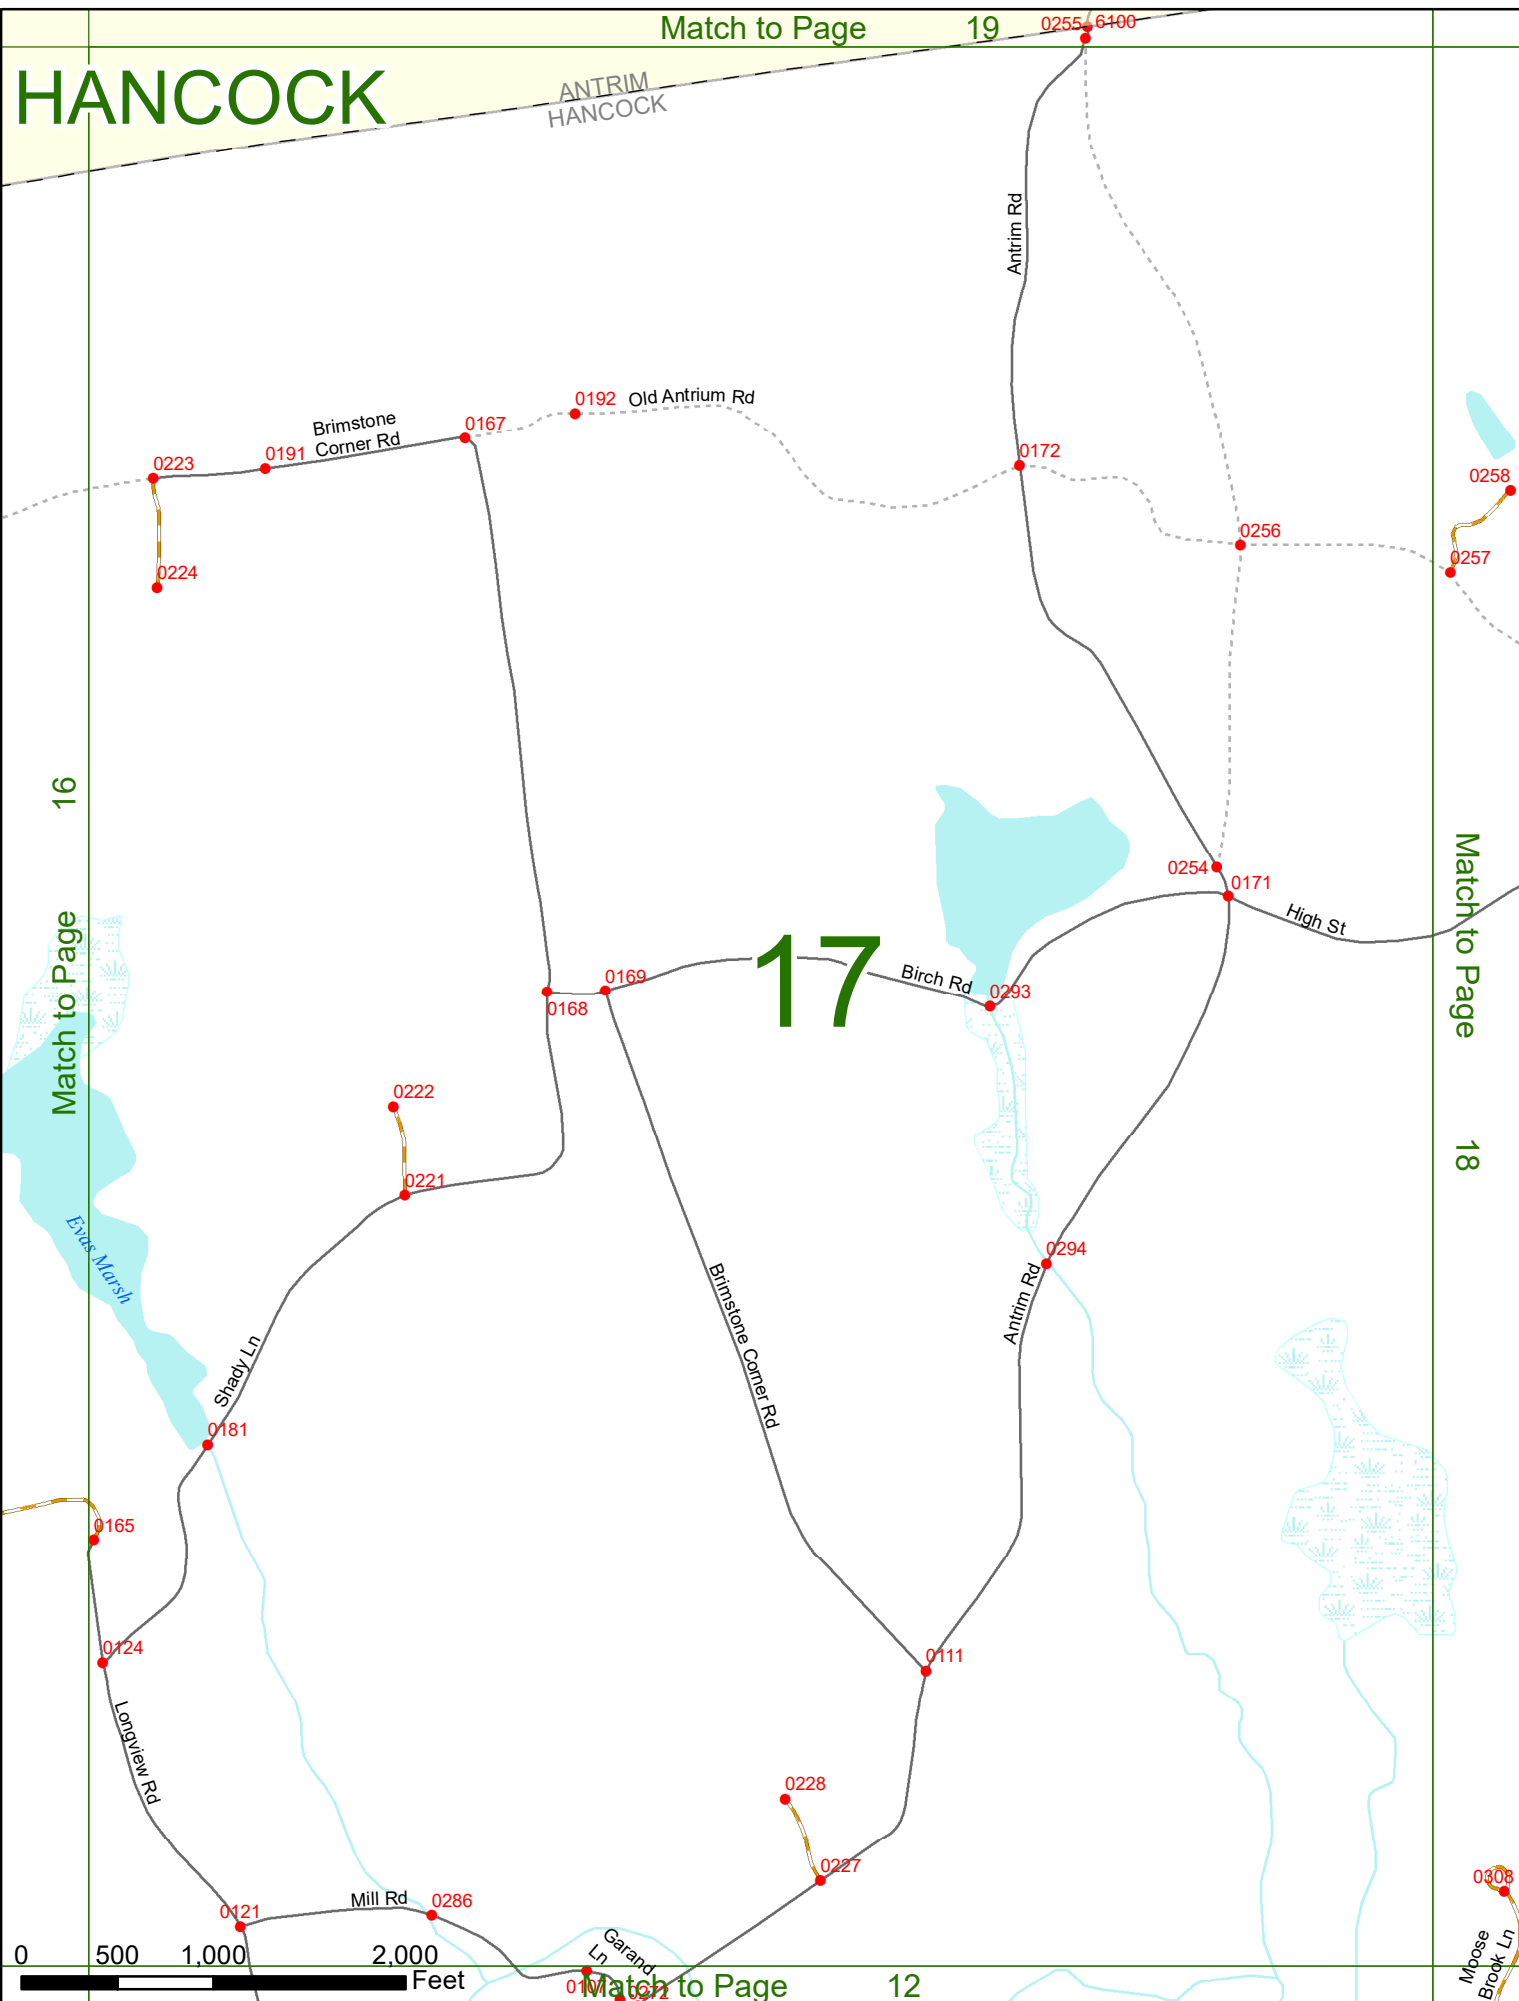 Match to Page 19
0255 6100
HANCOCK
ANTRIM
HANCOCK
Antrim Rd
0192
Old Antrium Rd
Brimstone
Corner Rd
0167
0191
0223
0172
0258
0224
0256
0257
16
Match to Page
Match to Page
18
0254
0171
High St
17
0169
Birch Rd
0293
0168
0222
0221
Evas Marsh
0294
Antrim Rd
Brimstone Corner Rd
Shady Ln
0181
0165
0124
0111
Longview Rd
0228
0227
0308
Moose
Brook Ln
Mill Rd
0286
0121
Garand
Ln
0 500 1,000 2,000
Feet
0107
0272
Match to Page 12